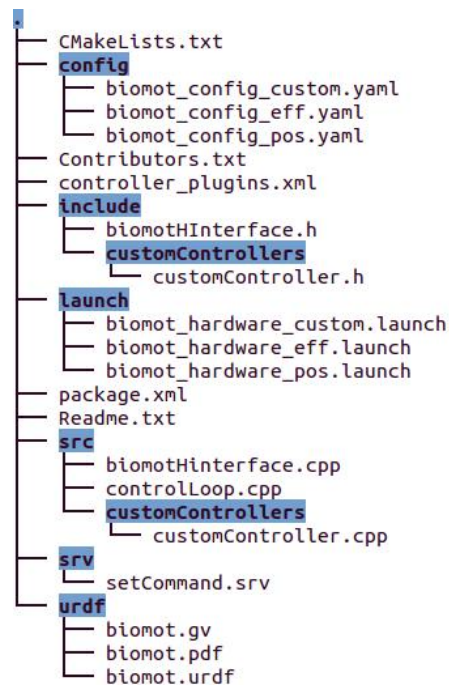 .
CMakeLists.txt
config
biomot_config_custom.yaml
biomot_config_eff.yaml
biomot_config_pos.yaml
Contributors.txt
controller_plugins.xml
include
biomotHInterface.h
customControllers
customController.h
launch
biomot_hardware_custom.launch
biomot_hardware_eff.launch
biomot_hardware_pos.launch
package.xml
Readme.txt
src
biomotHinterface.cpp
controlLoop.cpp
customControllers
customController.cpp
srv
setCommand.srv
urdf
biomot.gv
biomot.pdf
biomot.urdf